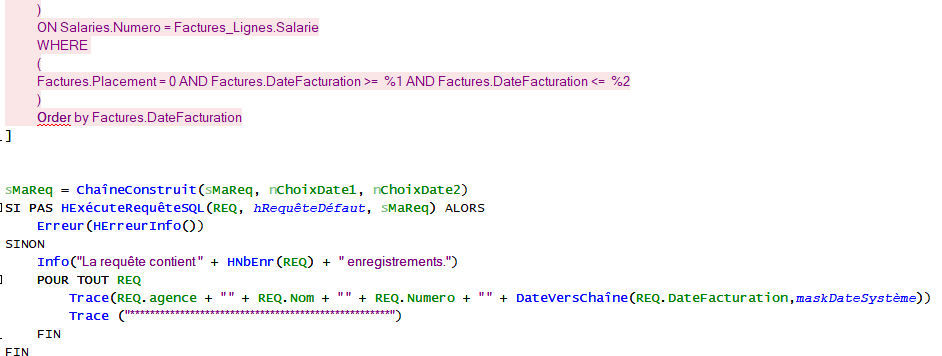 )
ON Salaries.Numero = Factures_Lignes.Salarie
WHERE
(
Factures.Placement = 0 AND Factures.DateFacturation >= %1 AND Factures.DateFacturation <= %2
)
Order by Factures.DateFacturation
]
sMaReq = ChaîneConstruit(sMaReq, nChoixDate1, nChoixDate2)
SI PAS HExécuteRequêteSQL(REQ, hRequêteDéfaut, sMaReq) ALORS
Erreur(HErreurInfo())
SINON
Info("La requête contient " + HNbEnr(REQ) + " enregistrements.")
POUR TOUT REQ
Trace(REQ.agence + "" + REQ.Nom + "" + REQ.Numero + "" + DateVersChaîne(REQ.DateFacturation,maskDateSystème))
Trace ("**************************************************")
FIN
FIN